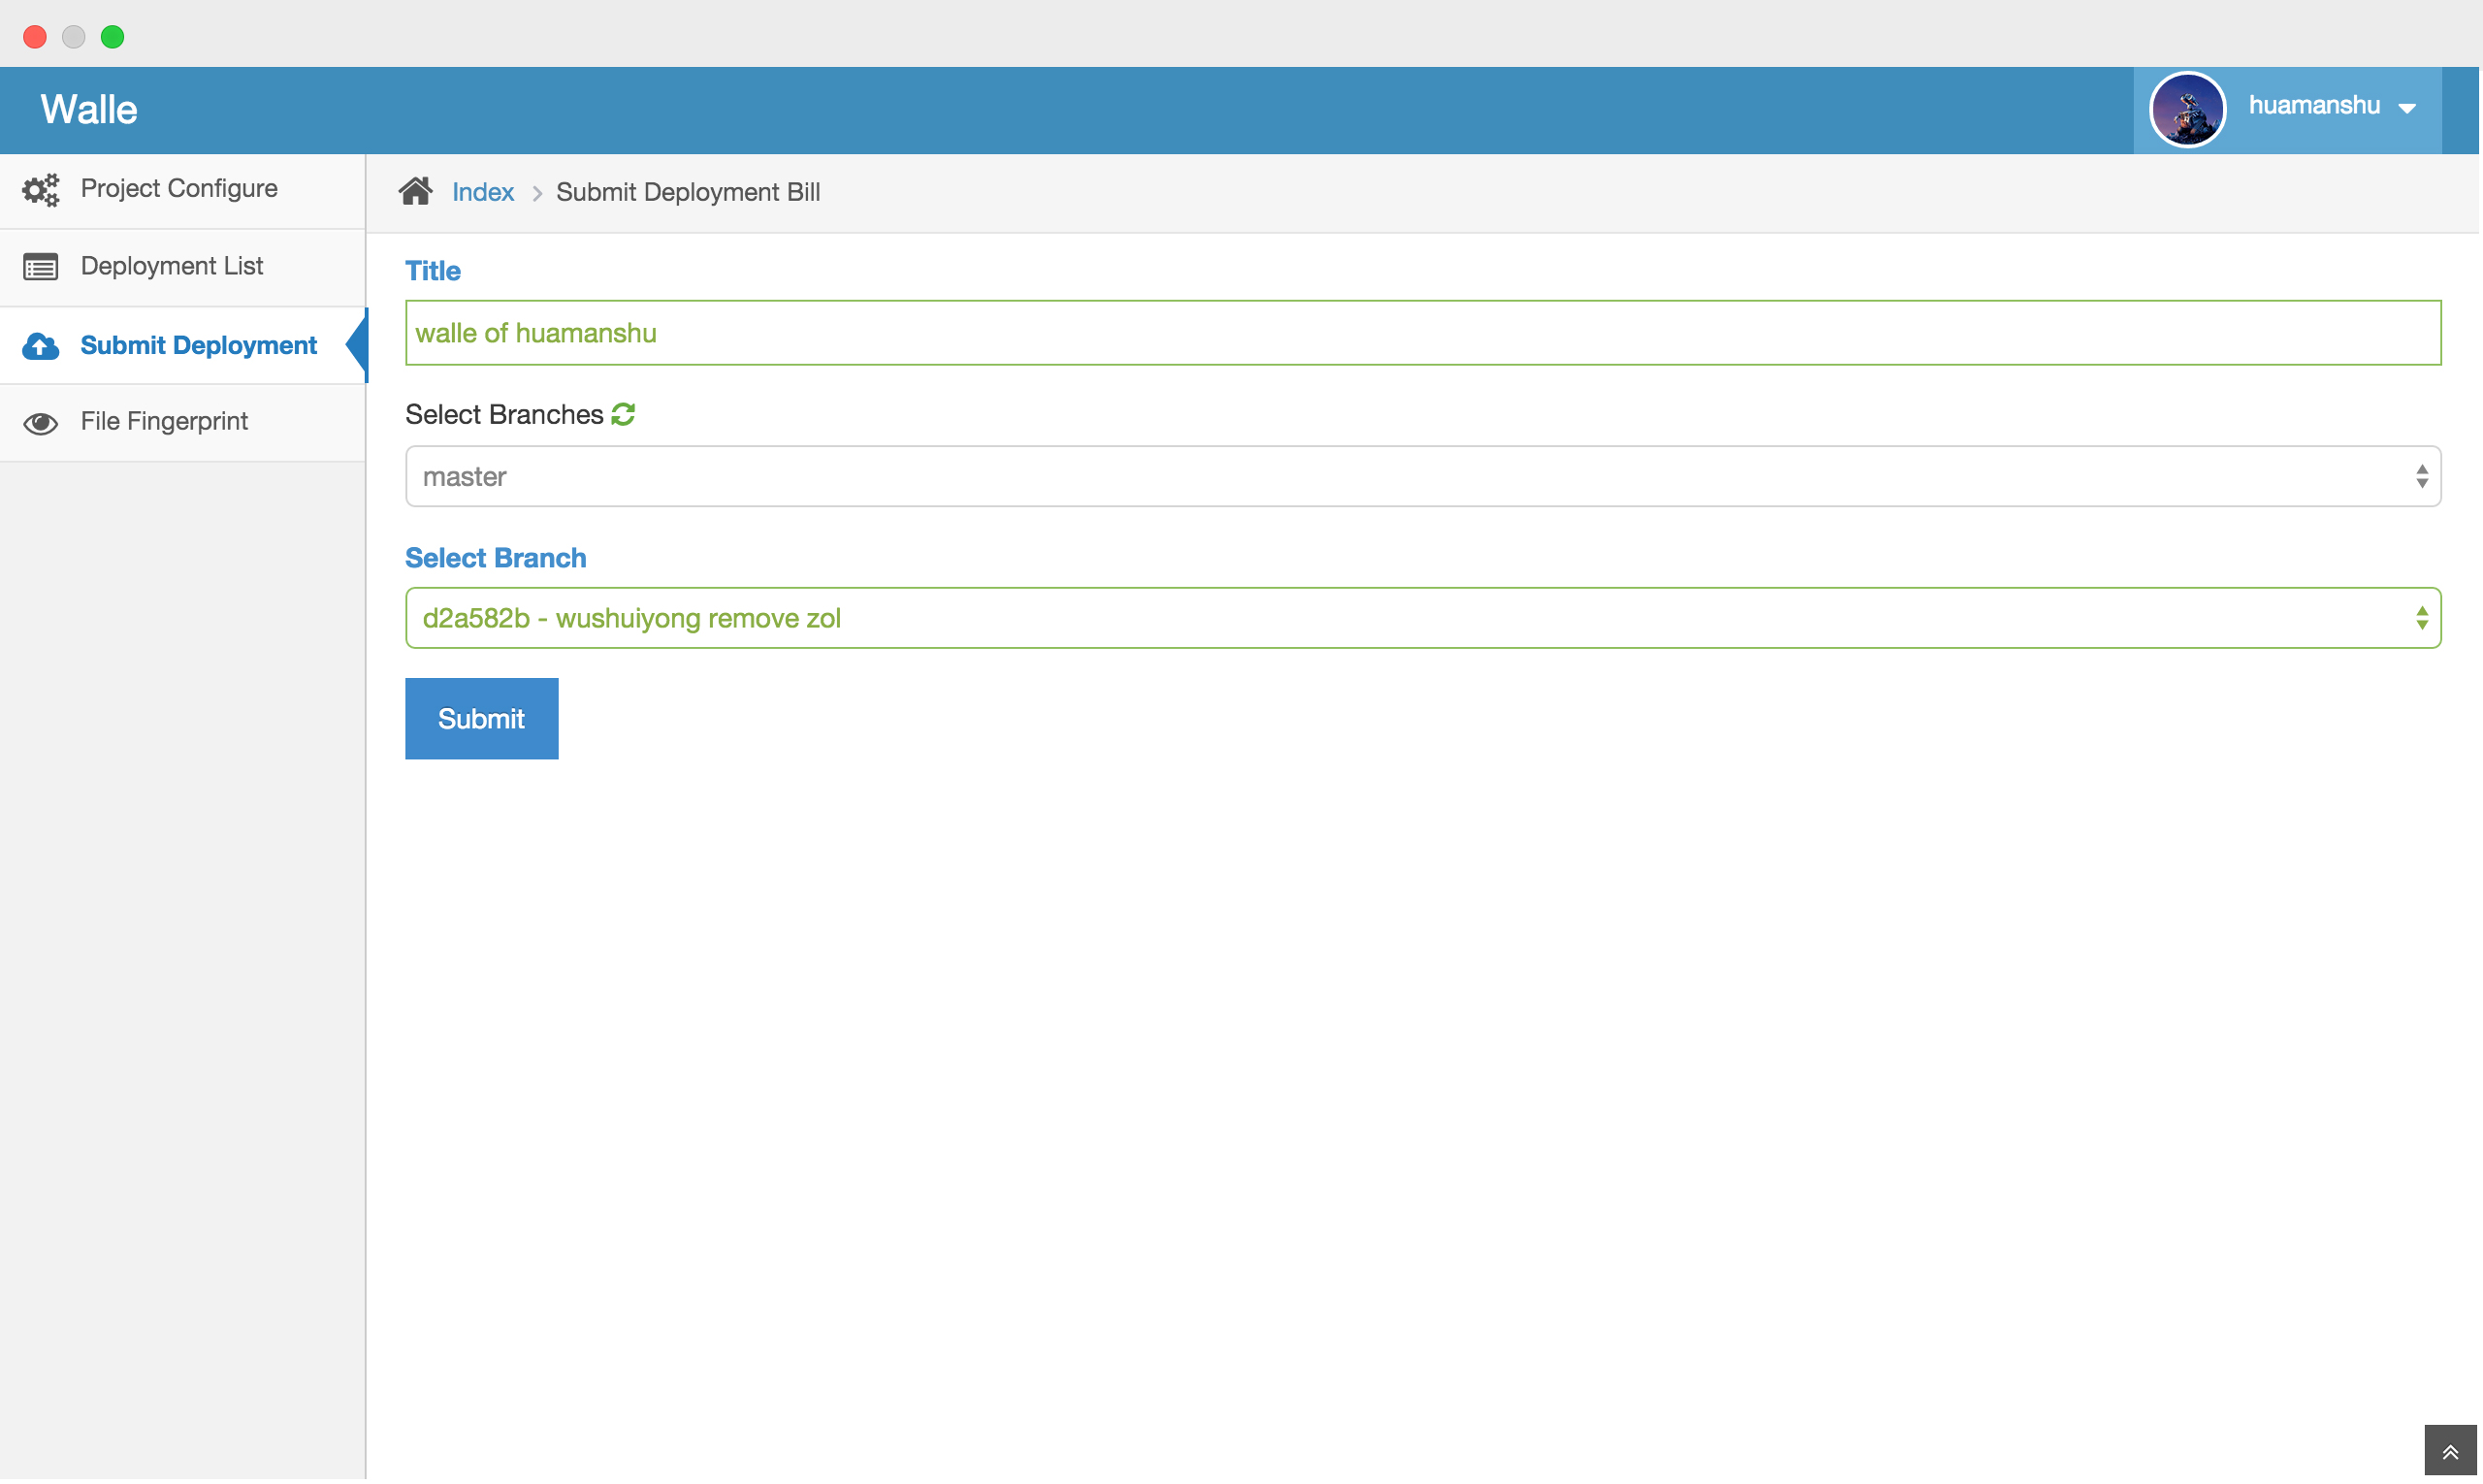 Walle
huamanshu
Project Configure
Deployment List
Submit Deployment
File Fingerprint
Index > Submit Deployment Bill
Title
walle of huamanshu
Select Branches
master
Select Branch
d2a582b - wushuiyong remove zol
Submit